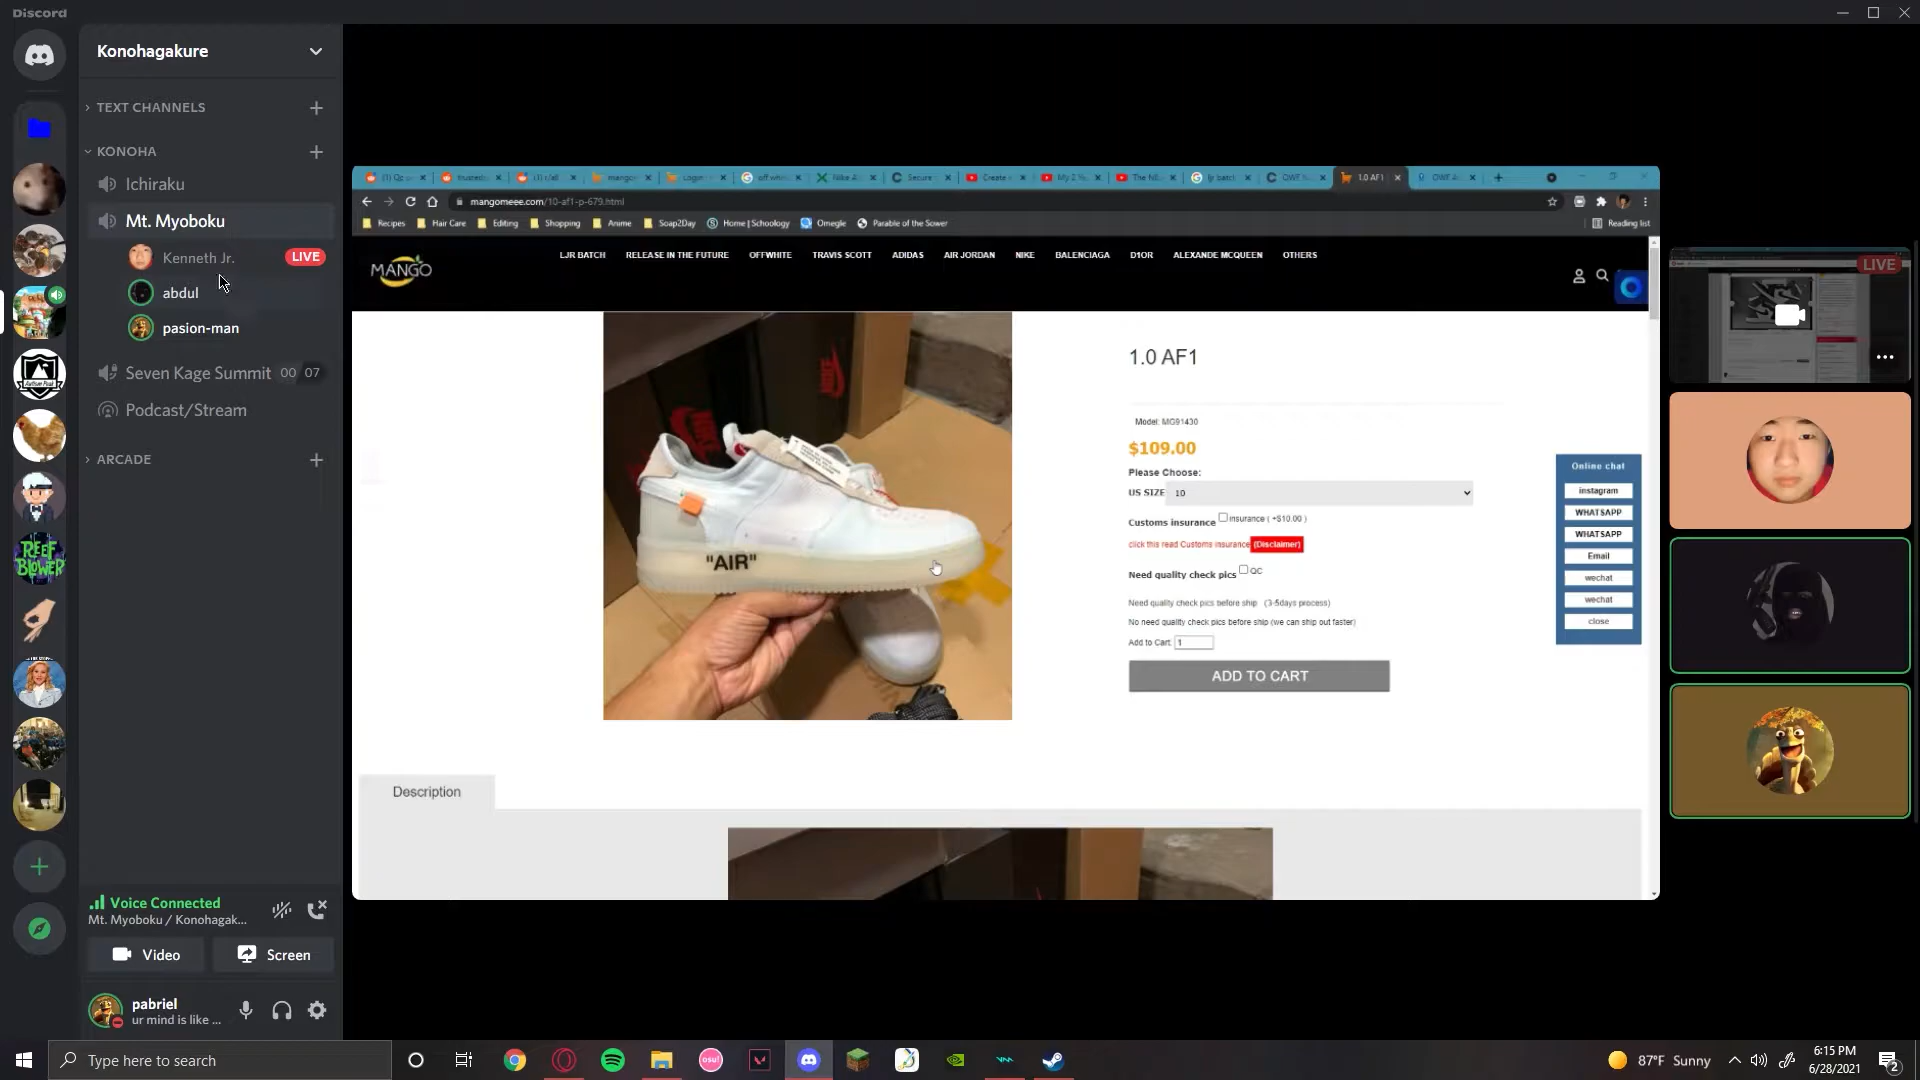 Discord
Konohagakure
TEXT CHANNELS
KONOHA
Ichiraku
Mt. Myoboku
Kenneth Jr.
LIVE
abdul
pasion-man
Seven Kage Summit
00 07
Podcast/Stream
ARCADE
Voice Connected
Mt. Myoboku / Konohagak...
Video
Screen
pabriel
ur mind is like ...
1.0 AF1
mangomeee.com/10-af1-p-679.html
Recipes
Hair Care
Editing
Shopping
Anime
Soap2Day
Home | Schoology
Omegle
Parable of the Sower
Reading list
MANGO
LJR BATCH
RELEASE IN THE FUTURE
OFFWHITE
TRAVIS SCOTT
ADIDAS
AIR JORDAN
NIKE
BALENCIAGA
D1OR
ALEXANDE MCQUEEN
OTHERS
"AIR"
1.0 AF1
Model: MG91430
$109.00
Please Choose:
US SIZE
10
Customs insurance
insurance ( +$10.00 )
click this read Customs insurance
(Disclaimer)
Need quality check pics
QC
Need quality check pics before ship (3-5days process)
No need quality check pics before ship (we can ship out faster)
Add to Cart:
1
ADD TO CART
Online chat
instagram
WHATSAPP
WHATSAPP
Email
wechat
wechat
close
Description
LIVE
REEF
BLOWER
Type here to search
osu!
87°F Sunny
6:15 PM
6/28/2021
2